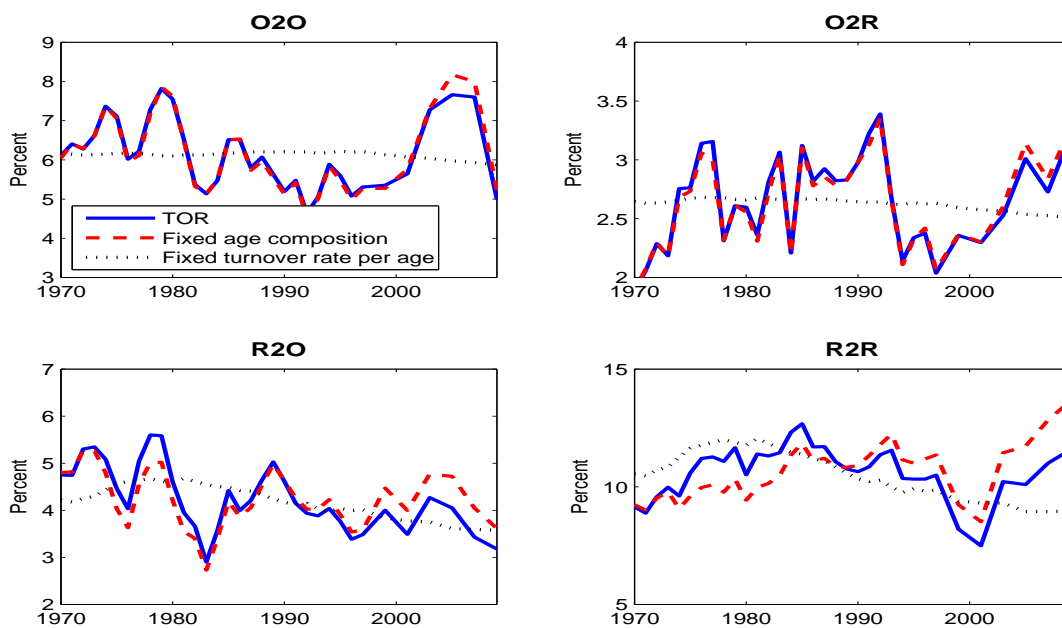 O2O
9
8
7
6
5
4
3
Percent
TOR
Fixed age composition
Fixed turnover rate per age
1970 1980 1990 2000
O2R
4
3.5
3
2.5
2
Percent
1970 1980 1990 2000
R2O
7
6
5
4
3
2
Percent
1970 1980 1990 2000
R2R
15
10
5
Percent
1970 1980 1990 2000